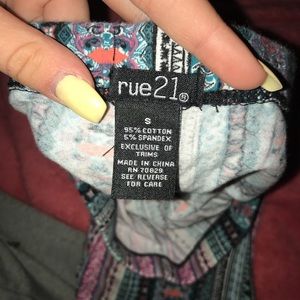 rue21®
S
95% COTTON
5% SPANDEX
EXCLUSIVE OF
TRIMS
MADE IN CHINA
RN 70829
SEE REVERSE
FOR CARE